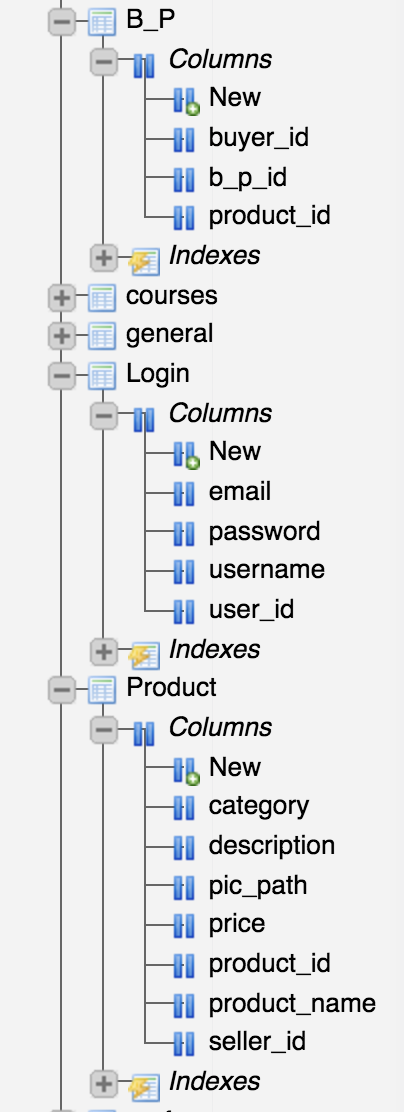 B_P
Columns
New
buyer_id
b_p_id
product_id
Indexes
courses
general
Login
Columns
New
email
password
username
user_id
Indexes
Product
Columns
New
category
description
pic_path
price
product_id
product_name
seller_id
Indexes